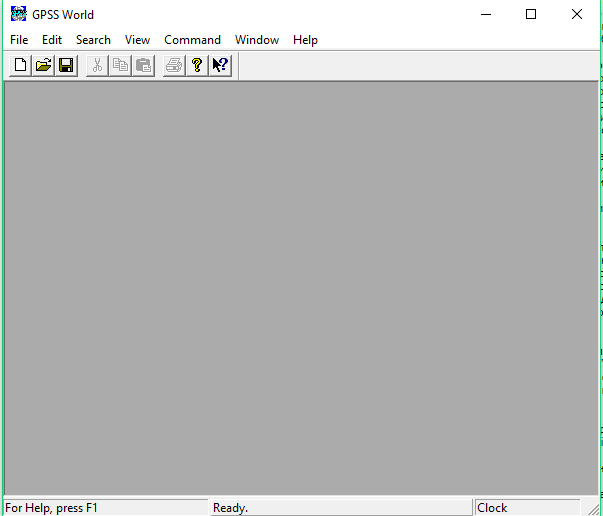 GPSS World
File Edit Search View Command Window Help
For Help, press F1 Ready. Clock